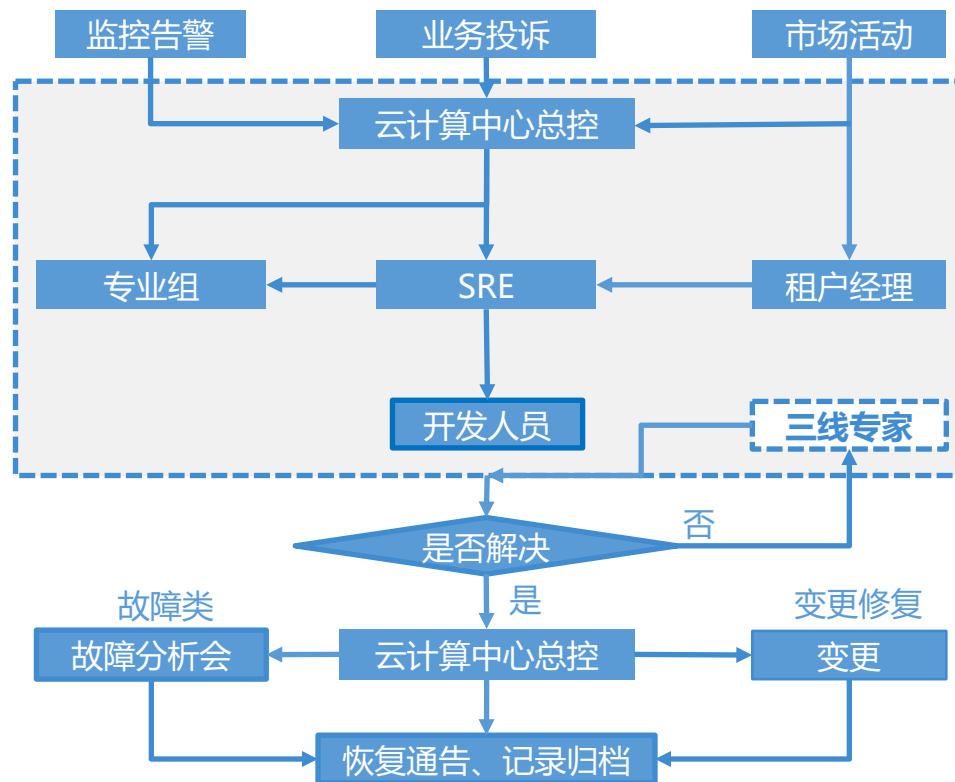 监控告警
业务投诉
市场活动
云计算中心总控
专业组
SRE
租户经理
开发人员
三线专家
是否解决
否
是
故障类
变更修复
故障分析会
云计算中心总控
变更
恢复通告、记录归档